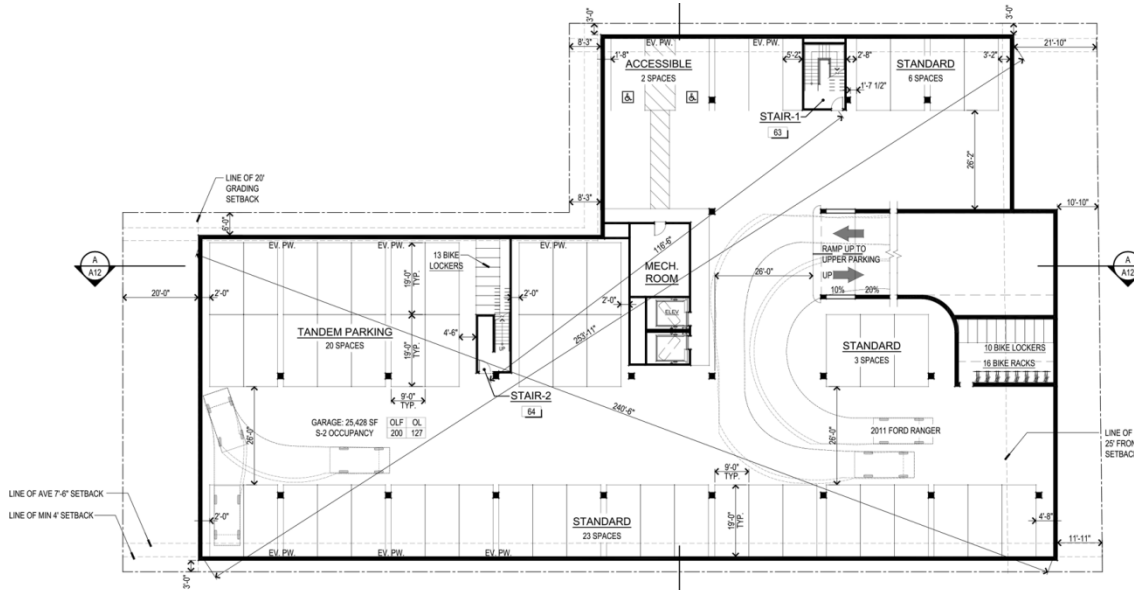 3'-0"
3'-0"
8'-3"
EV. PW.
EV. PW.
21'-10"
1'-8"
5'-2"
2'-8"
3'-2"
ACCESSIBLE
2 SPACES
STANDARD
6 SPACES
1'-7 1/2"
STAIR-1
63
26'-2"
LINE OF 20'
GRADING
SETBACK
8'-3"
6'-0"
10'-10"
EV. PW.
EV. PW.
EV. PW.
13 BIKE
LOCKERS
19'-0"
TYP.
116'-6"
RAMP UP TO
UPPER PARKING
UP
10%
20%
MECH.
ROOM
26'-0"
A
A12
A
A12
20'-0"
2'-0"
2'-0"
2'-0"
ELEV
TANDEM PARKING
20 SPACES
4'-6"
19'-0"
TYP.
253'-11"
STANDARD
3 SPACES
10 BIKE LOCKERS
16 BIKE RACKS
9'-0"
TYP.
STAIR-2
64
240'-6"
GARAGE: 25,428 SF
S-2 OCCUPANCY
OLF
200
OL
127
26'-0"
26'-0"
2011 FORD RANGER
LINE OF
25' FRON
SETBACK
LINE OF AVE 7'-6" SETBACK
LINE OF MIN 4' SETBACK
9'-0"
TYP.
2'-0"
STANDARD
23 SPACES
19'-0"
TYP.
4'-8"
11'-11"
EV. PW.
EV. PW.
EV. PW.
3'-0"